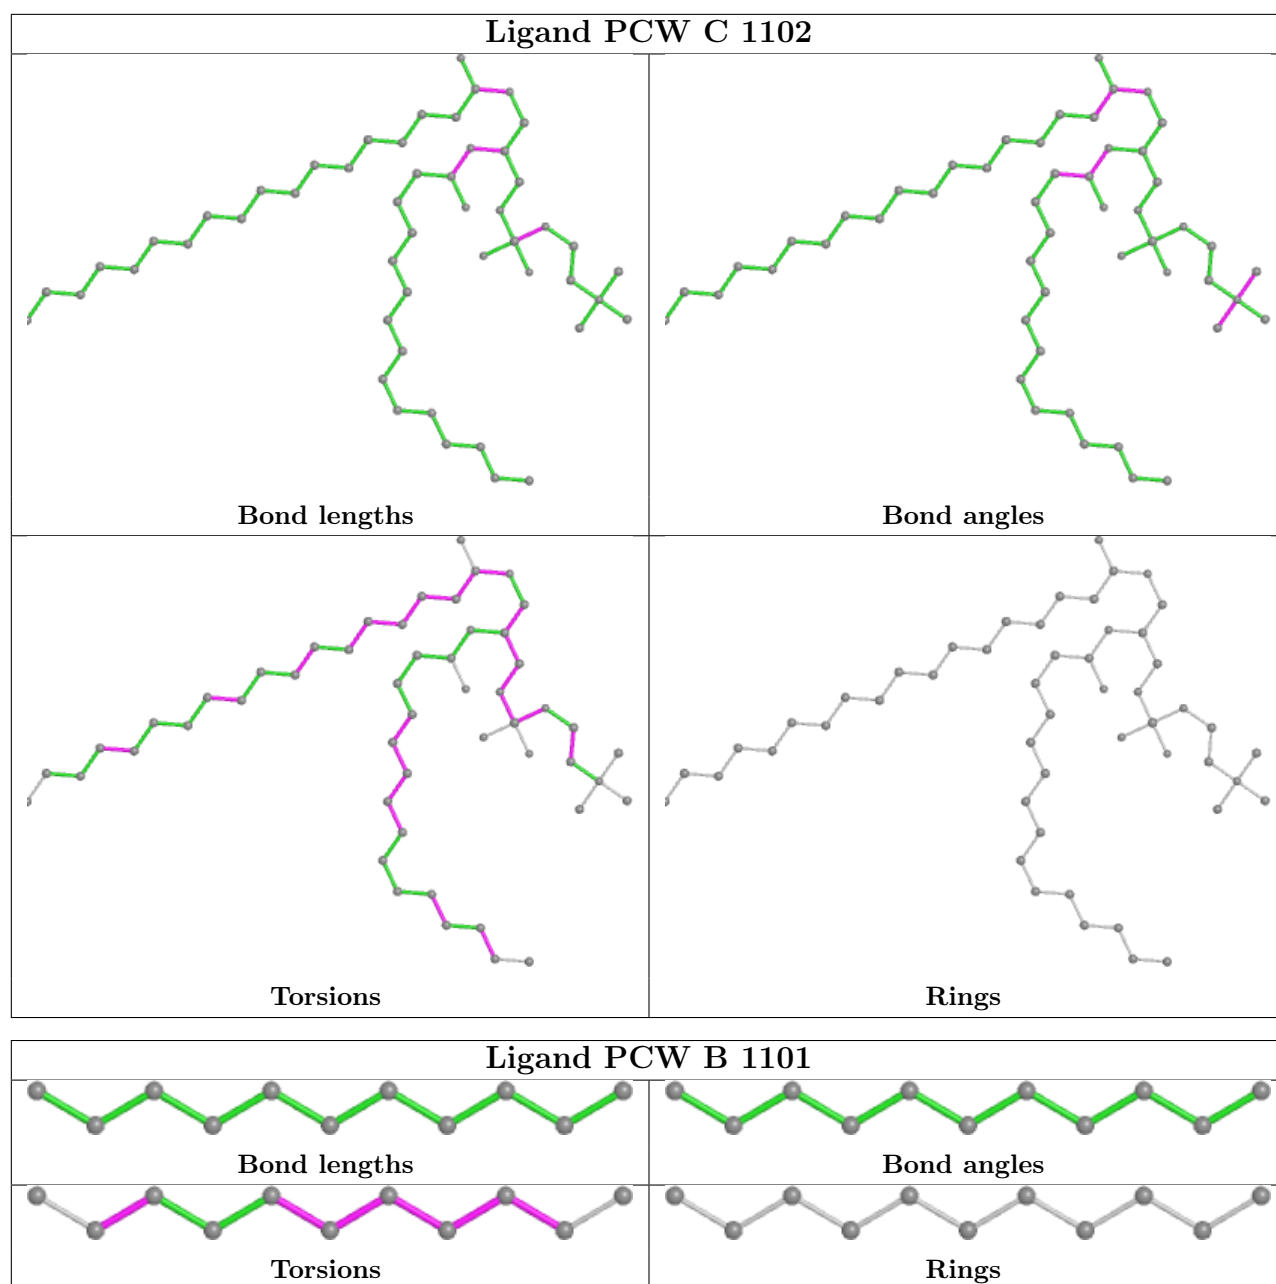 Ligand PCW C 1102
Bond lengths
Bond angles
Torsions
Rings
Ligand PCW B 1101
Bond lengths
Bond angles
Torsions
Rings